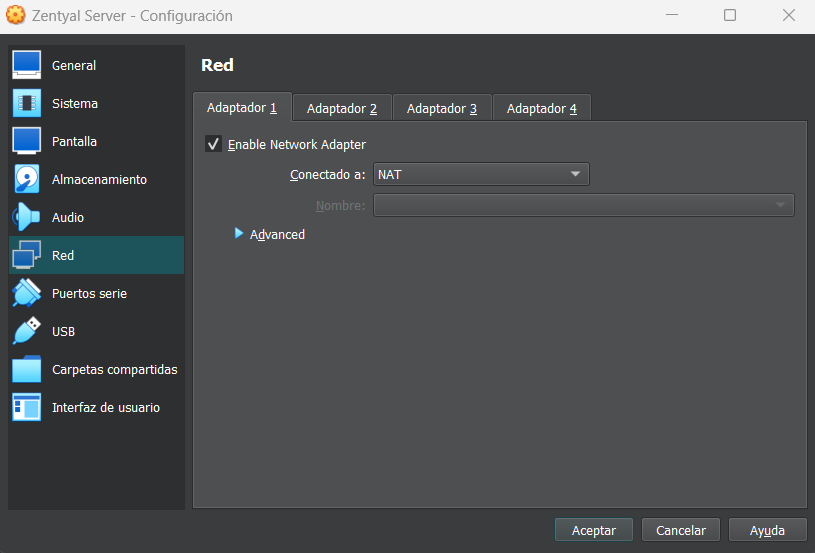 Zentyal Server - Configuración
General
Sistema
Pantalla
Almacenamiento
Audio
Red
Puertos serie
USB
Carpetas compartidas
Interfaz de usuario
Red
Adaptador 1 Adaptador 2 Adaptador 3 Adaptador 4
Enable Network Adapter
Conectado a: NAT
Nombre:
Advanced
Aceptar Cancelar Ayuda